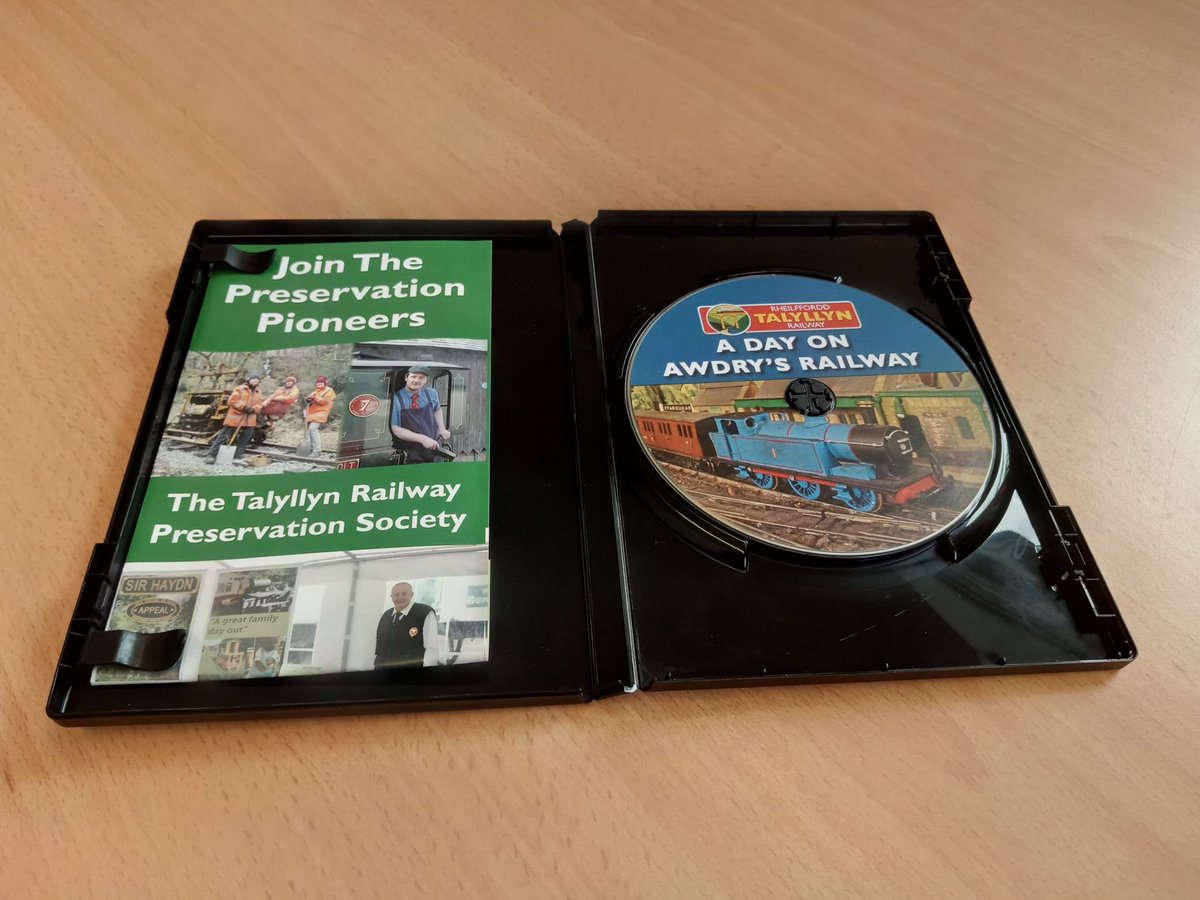 Join The
Preservation
Pioneers
7
The Talyllyn Railway
Preservation Society
SIR HAYDN
APPEAL
"A great family
day out"
RHEILFFORDD
TALYLLYN
RAILWAY
A DAY ON
AWDRY'S RAILWAY